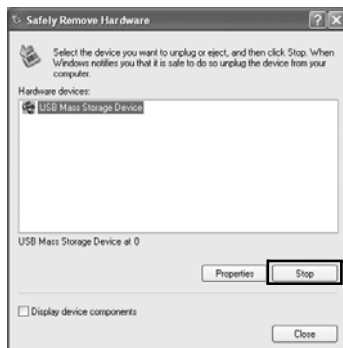 Safely Remove Hardware
Select the device you want to unplug or eject, and then click Stop. When
Windows notifies you that it is safe to do so unplug the device from your
computer.
Hardware devices:
USB Mass Storage Device
USB Mass Storage Device at 0
Properties
Stop
Display device components
Close